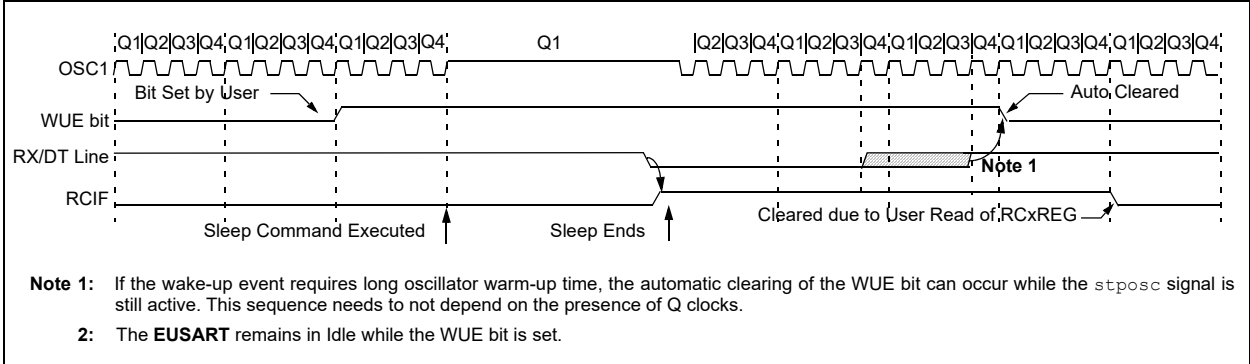 Q1 Q2 Q3 Q4 Q1 Q2 Q3 Q4 Q1 Q2 Q3 Q4 Q1 Q2 Q3 Q4 Q1 Q2 Q3 Q4 Q1 Q2 Q3 Q4 Q1 Q2 Q3 Q4 Q1 Q2 Q3 Q4
OSC1
Bit Set by User
Auto Cleared
WUE bit
RX/DT Line
Note 1
RCIF
Cleared due to User Read of RCxREG
Sleep Command Executed
Sleep Ends
Note 1: If the wake-up event requires long oscillator warm-up time, the automatic clearing of the WUE bit can occur while the stposc signal is
still active. This sequence needs to not depend on the presence of Q clocks.
2: The EUSART remains in Idle while the WUE bit is set.